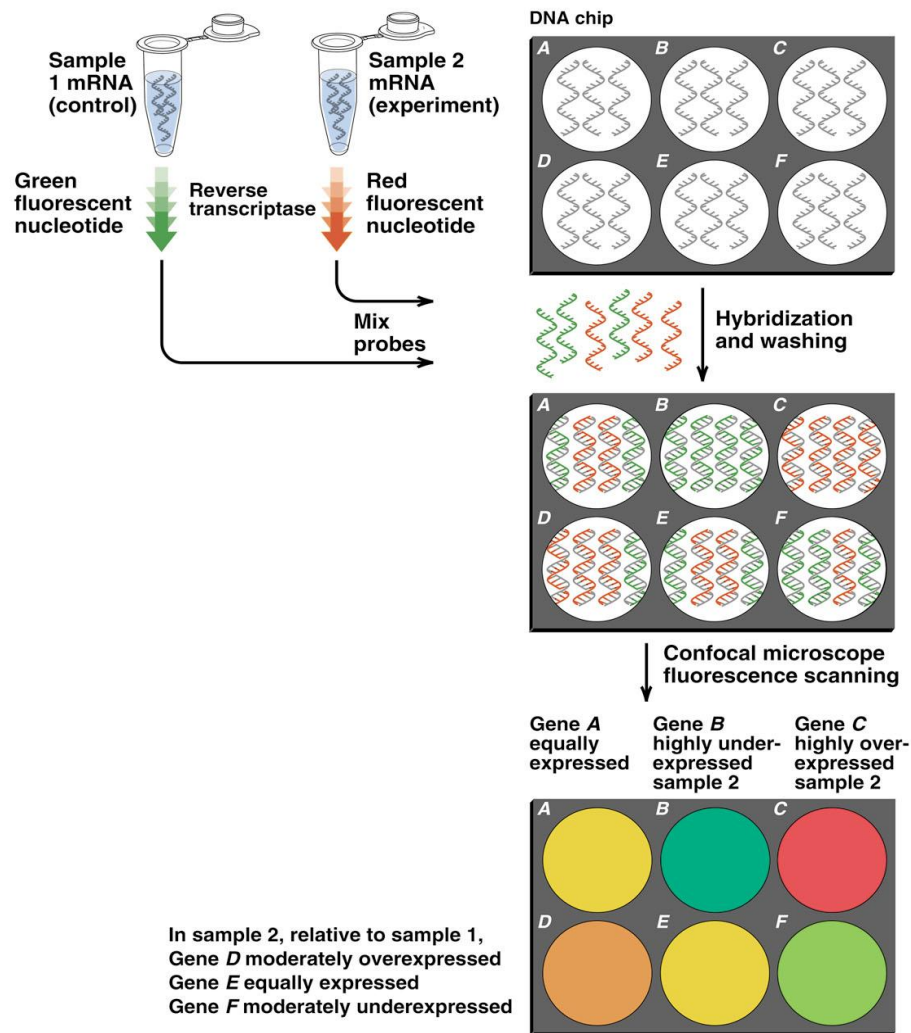 Sample
1 mRNA
(control)
Sample 2
mRNA
(experiment)
Green
fluorescent
nucleotide
Reverse
transcriptase
Red
fluorescent
nucleotide
Mix
probes
DNA chip
A B C
D E F
Hybridization
and washing
A B C
D E F
Confocal microscope
fluorescence scanning
Gene A
equally
expressed
Gene B
highly under-
expressed
sample 2
Gene C
highly over-
expressed
sample 2
A B C
D E F
In sample 2, relative to sample 1,
Gene D moderately overexpressed
Gene E equally expressed
Gene F moderately underexpressed